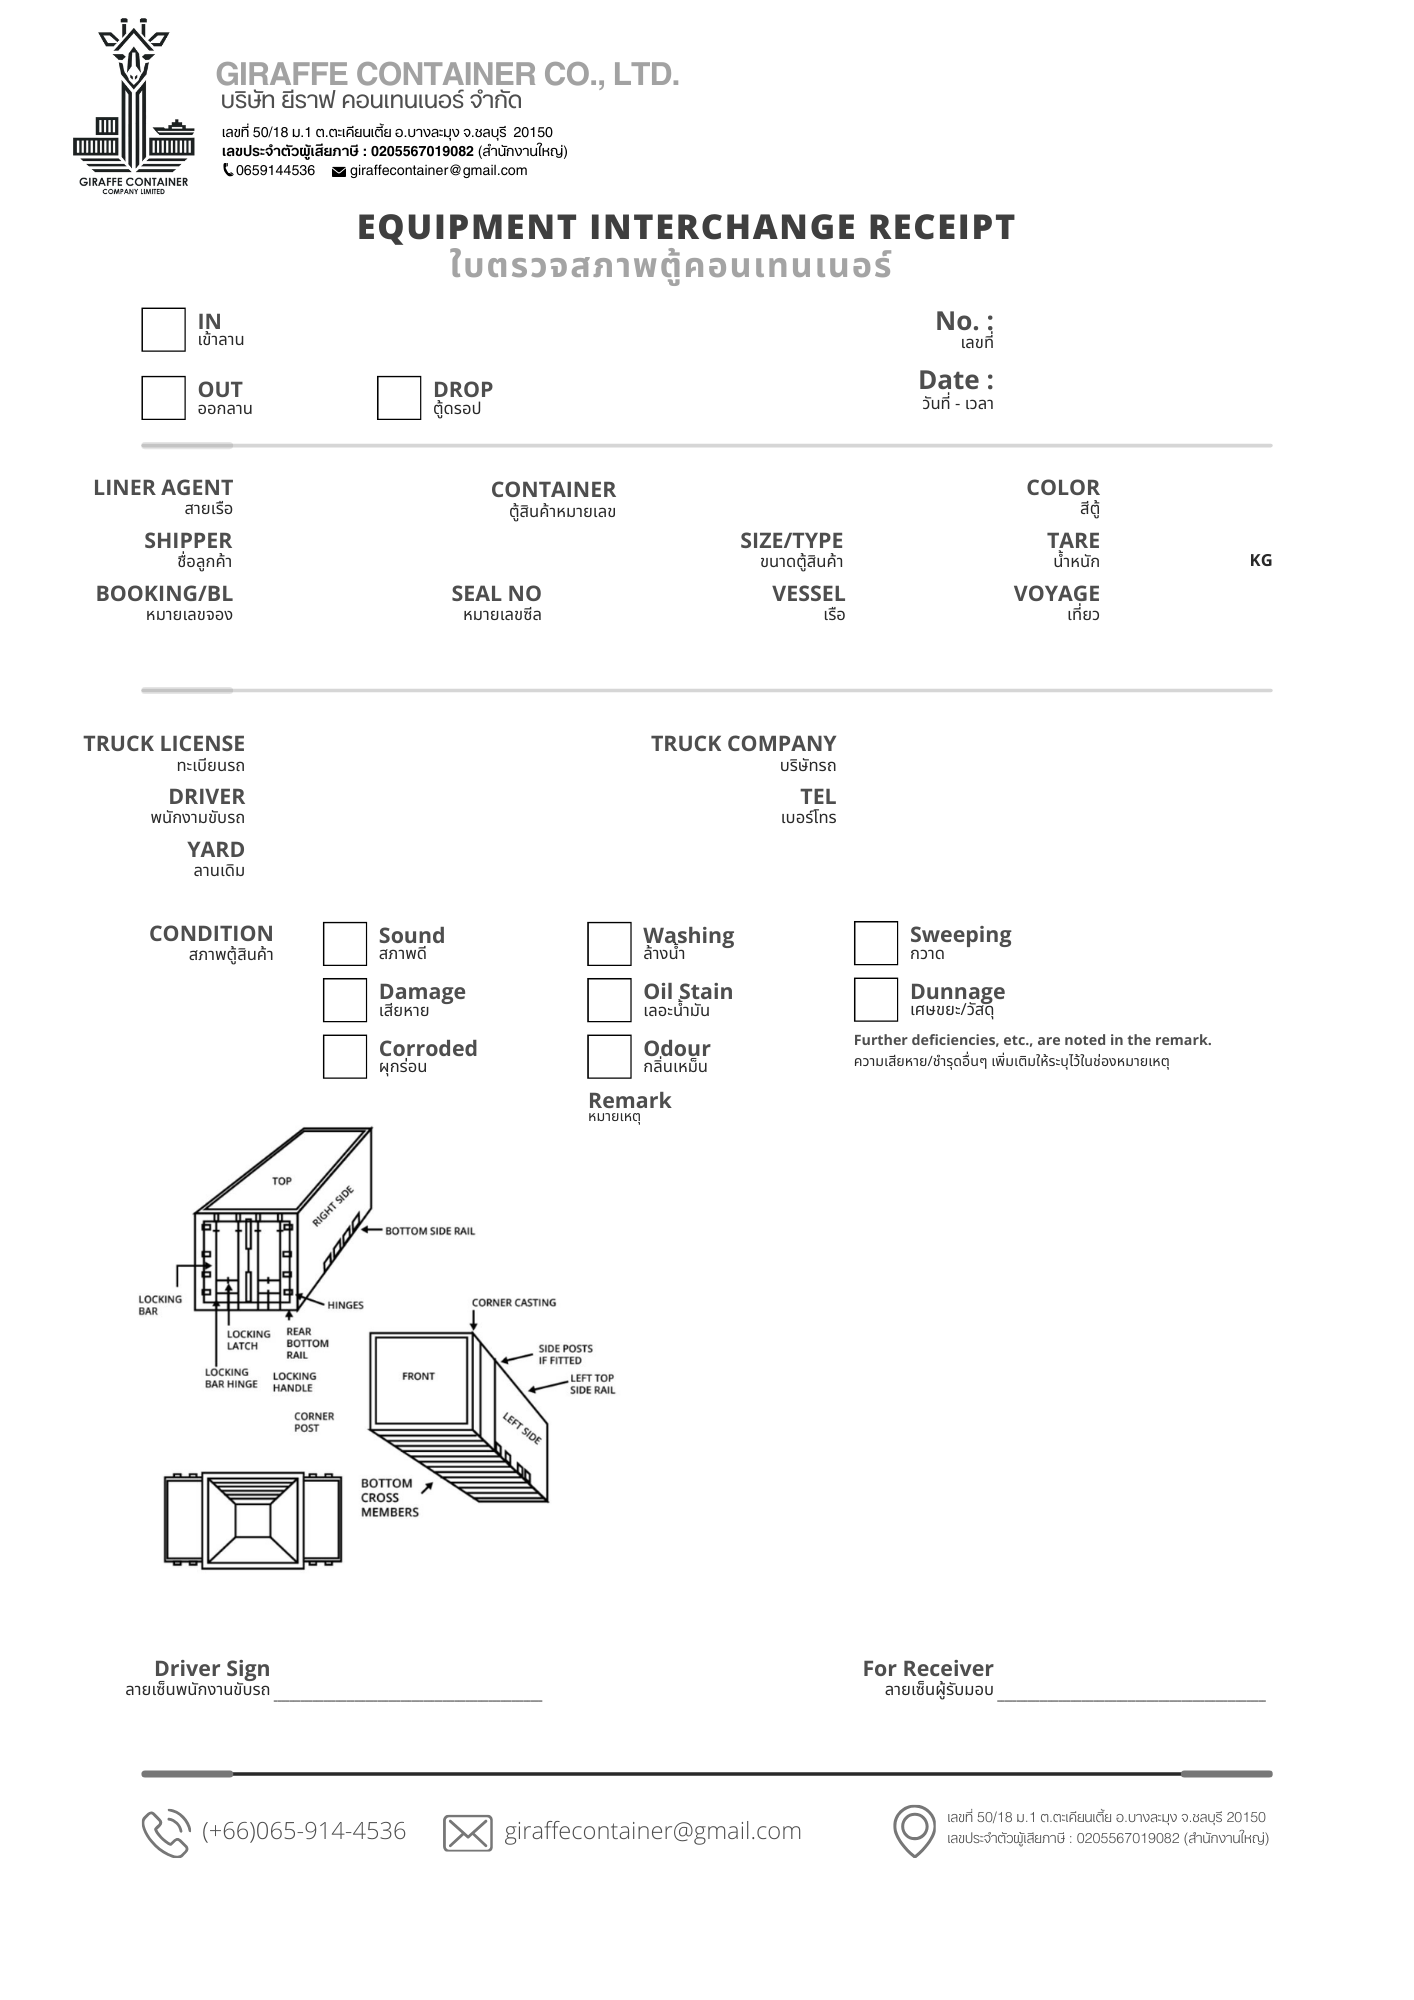 GIRAFFE CONTAINER CO., LTD.
บริษัท ยีราฟ คอนเทนเนอร์ จำกัด
เลขที่ 50/18 ม.1 ต.ตะเคียนเตี้ย อ.บางละมุง จ.ชลบุรี 20150
เลขประจำตัวผู้เสียภาษี : 0205567019082 (สำนักงานใหญ่)
0659144536 giraffecontainer@gmail.com
GIRAFFE CONTAINER
COMPANY LIMITED
EQUIPMENT INTERCHANGE RECEIPT
ใบตรวจสภาพตู้คอนเทนเนอร์
IN No. :
เข้าลาน เลขที่
OUT DROP Date :
ออกลาน ตู้ดรอป วันที่ - เวลา
LINER AGENT CONTAINER COLOR
สายเรือ ตู้สินค้าหมายเลข สีตู้
SHIPPER SIZE/TYPE TARE KG
ชื่อลูกค้า ขนาดตู้สินค้า น้ำหนัก
BOOKING/BL SEAL NO VESSEL VOYAGE
หมายเลขจอง หมายเลขซีล เรือ เที่ยว
TRUCK LICENSE TRUCK COMPANY
ทะเบียนรถ บริษัทรถ
DRIVER TEL
พนักงามขับรถ เบอร์โทร
YARD
ลานเดิม
CONDITION Sound Washing Sweeping
สภาพตู้สินค้า สภาพดี ล้างน้ำ กวาด
Damage Oil Stain Dunnage
เสียหาย เลอะน้ำมัน เศษขยะ/วัสดุ
Corroded Odour Further deficiencies, etc., are noted in the remark.
ผุกร่อน กลิ่นเหม็น ความเสียหาย/ชำรุดอื่นๆ เพิ่มเติมให้ระบุไว้ในช่องหมายเหตุ
Remark
หมายเหตุ
TOP
RIGHT SIDE
BOTTOM SIDE RAIL
LOCKING
BAR
HINGES
LOCKING
LATCH
REAR
BOTTOM
RAIL
LOCKING
BAR HINGE
LOCKING
HANDLE
CORNER
POST
CORNER CASTING
SIDE POSTS
IF FITTED
LEFT TOP
SIDE RAIL
FRONT
LEFT SIDE
BOTTOM
CROSS
MEMBERS
Driver Sign For Receiver
ลายเซ็นพนักงานขับรถ ลายเซ็นผู้รับมอบ
(+66)065-914-4536 giraffecontainer@gmail.com
เลขที่ 50/18 ม.1 ต.ตะเคียนเตี้ย อ.บางละมุง จ.ชลบุรี 20150
เลขประจำตัวผู้เสียภาษี : 0205567019082 (สำนักงานใหญ่)